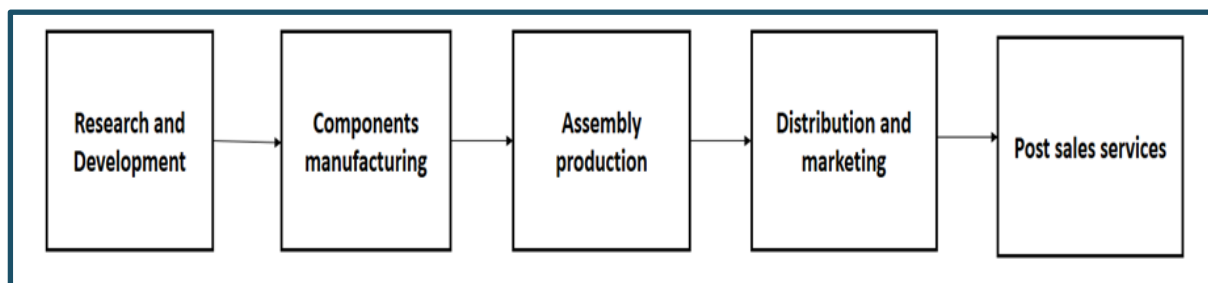 Research and
Development
Components
manufacturing
Assembly
production
Distribution and
marketing
Post sales services